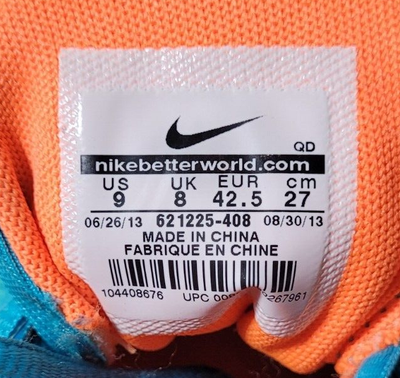 QD
nikebetterworld.com
US UK EUR cm
9 8 42.5 27
06/26/13 621225-408 08/30/13
MADE IN CHINA
FABRIQUE EN CHINE
104408676 UPC